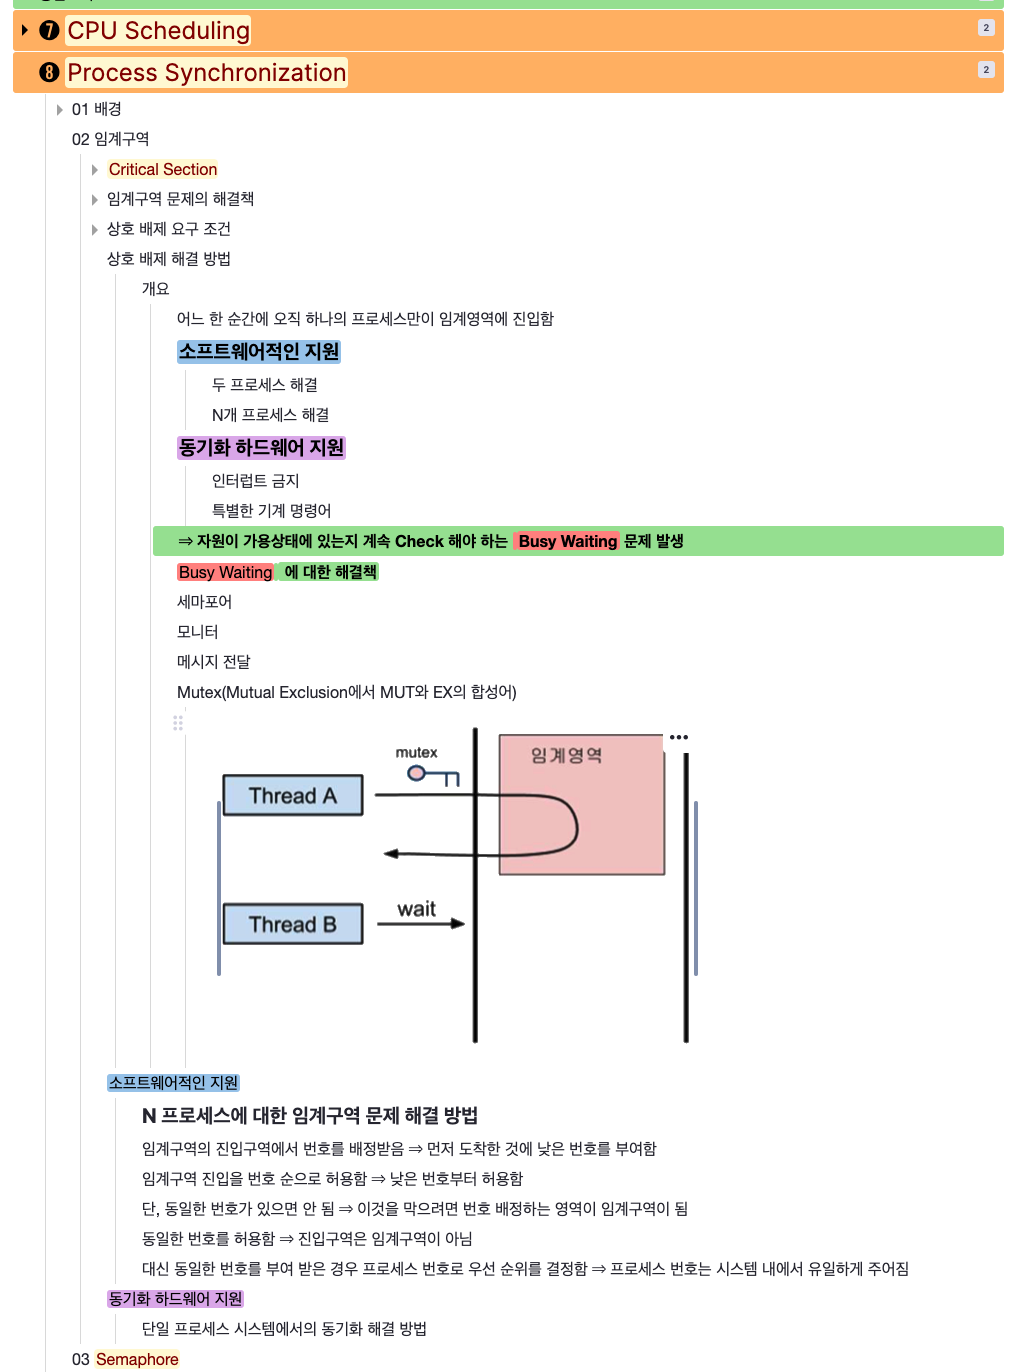 ❼ CPU Scheduling
2
❽ Process Synchronization
2
01 배경
02 임계구역
Critical Section
임계구역 문제의 해결책
상호 배제 요구 조건
상호 배제 해결 방법
개요
어느 한 순간에 오직 하나의 프로세스만이 임계영역에 진입함
소프트웨어적인 지원
두 프로세스 해결
N개 프로세스 해결
동기화 하드웨어 지원
인터럽트 금지
특별한 기계 명령어
⇒ 자원이 가용상태에 있는지 계속 Check 해야 하는 Busy Waiting 문제 발생
Busy Waiting 에 대한 해결책
세마포어
모니터
메시지 전달
Mutex(Mutual Exclusion에서 MUT와 EX의 합성어)
mutex
임계영역
Thread A
wait
Thread B
소프트웨어적인 지원
N 프로세스에 대한 임계구역 문제 해결 방법
임계구역의 진입구역에서 번호를 배정받음 ⇒ 먼저 도착한 것에 낮은 번호를 부여함
임계구역 진입을 번호 순으로 허용함 ⇒ 낮은 번호부터 허용함
단, 동일한 번호가 있으면 안 됨 ⇒ 이것을 막으려면 번호 배정하는 영역이 임계구역이 됨
동일한 번호를 허용함 ⇒ 진입구역은 임계구역이 아님
대신 동일한 번호를 부여 받은 경우 프로세스 번호로 우선 순위를 결정함 ⇒ 프로세스 번호는 시스템 내에서 유일하게 주어짐
동기화 하드웨어 지원
단일 프로세스 시스템에서의 동기화 해결 방법
03 Semaphore